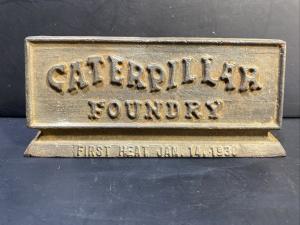 CATERPILLAR
FOUNDRY
FIRST HEAT JAN. 14, 1930